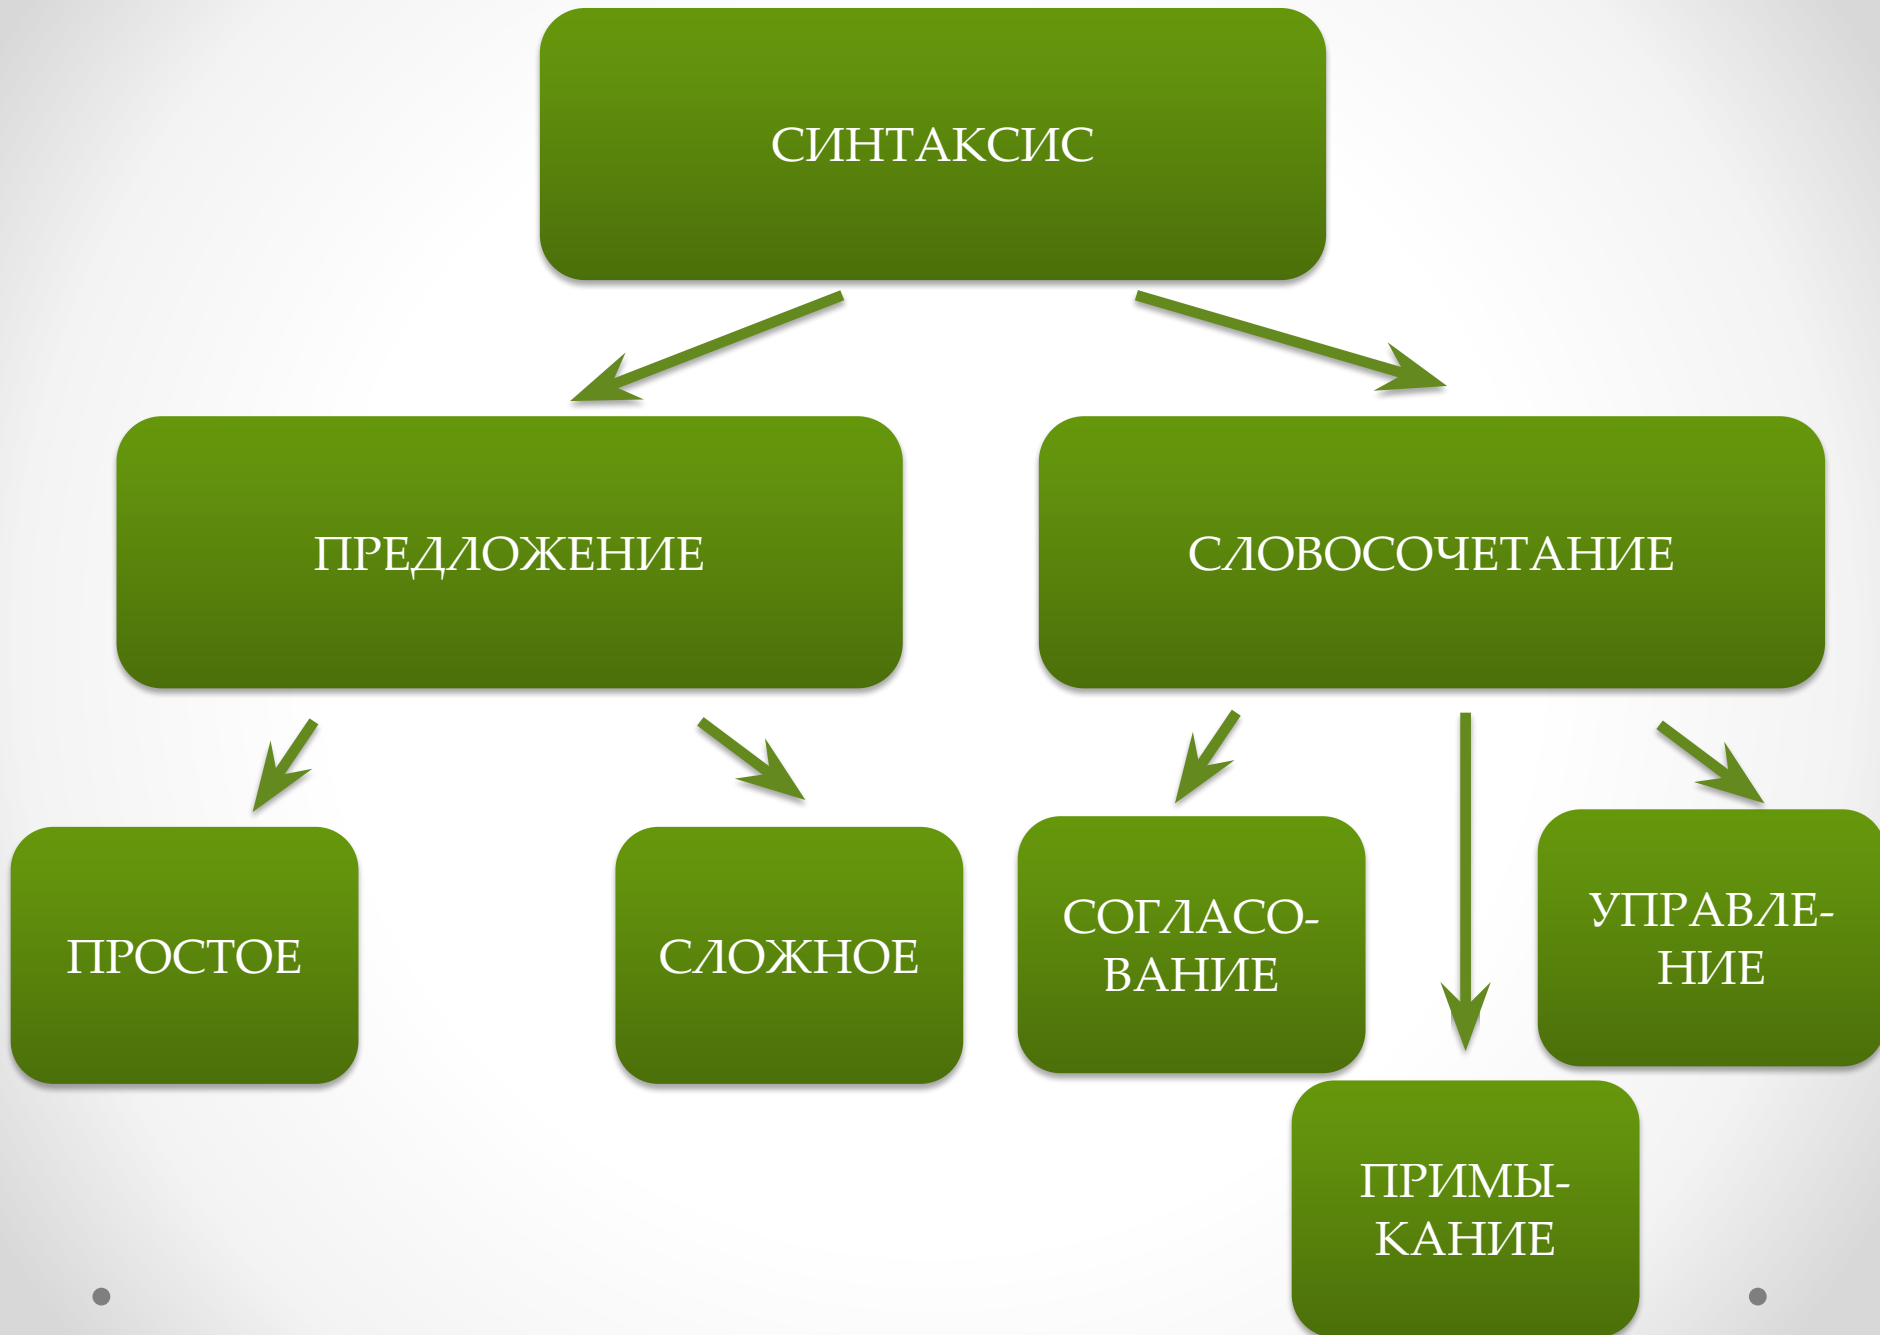 СИНТАКСИС
ПРЕДЛОЖЕНИЕ
СЛОВОСОЧЕТАНИЕ
ПРОСТОЕ
СЛОЖНОЕ
СОГЛАСО-
ВАНИЕ
УПРАВЛЕ-
НИЕ
ПРИМЫ-
КАНИЕ